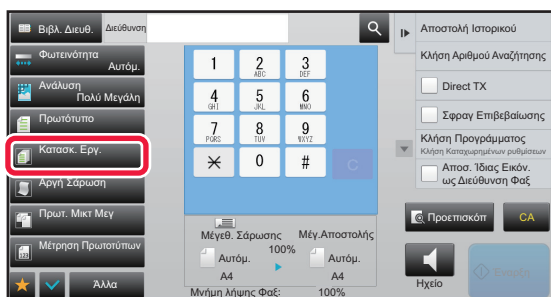 Βιβλ. Διευθ.
Διεύθυνση
Φωτεινότητα
Αυτόμ.
Ανάλυση
Πολύ Μεγάλη
Πρωτότυπο
Κατασκ. Εργ.
Αργή Σάρωση
Πρωτ. Μικτ Μεγ
Μέτρηση Πρωτοτύπων
Άλλα
1
2
ABC
3
DEF
4
GHI
5
JKL
6
MNO
7
PQRS
8
TUV
9
WXYZ
0
#
C
Μέγεθ. Σάρωσης
Μέγ.Αποστολής
100%
Αυτόμ.
Αυτόμ.
A4
A4
Μνήμη λήψης Φαξ: 100%
Αποστολή Ιστορικού
Κλήση Αριθμού Αναζήτησης
Direct TX
Σφραγ Επιβεβαίωσης
Κλήση Προγράμματος
Κλήση Καταχωρημένων ρυθμίσεων
Αποσ. Ίδιας Εικόν.
ως Διεύθυνση Φαξ
Προεπισκόπ
CA
Ηχείο
Έναρξη